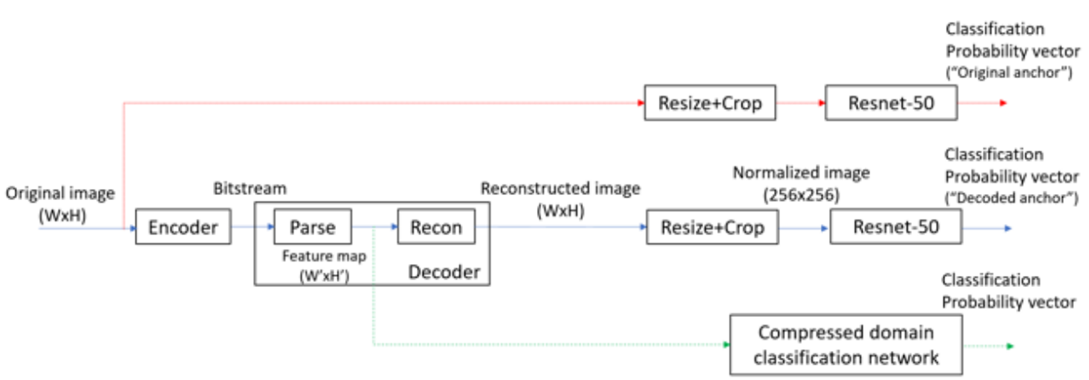 Classification
Probability vector
("Original anchor")
Resize+Crop
Resnet-50
Original image
(WxH)
Encoder
Bitstream
Parse
Recon
Feature map
(W'xH')
Decoder
Reconstructed image
(WxH)
Resize+Crop
Normalized image
(256x256)
Resnet-50
Classification
Probability vector
("Decoded anchor")
Compressed domain
classification network
Classification
Probability vector